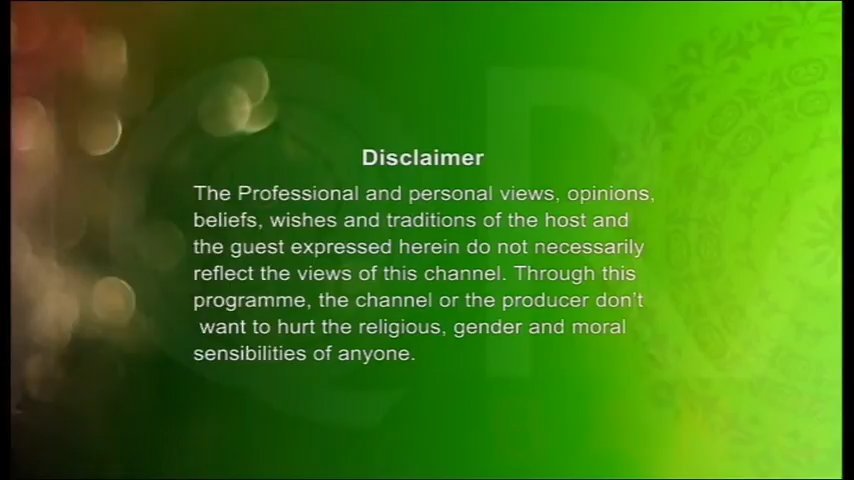 Disclaimer
The Professional and personal views, opinions,
beliefs, wishes and traditions of the host and
the guest expressed herein do not necessarily
reflect the views of this channel. Through this
programme, the channel or the producer don't
want to hurt the religious, gender and moral
sensibilities of anyone.